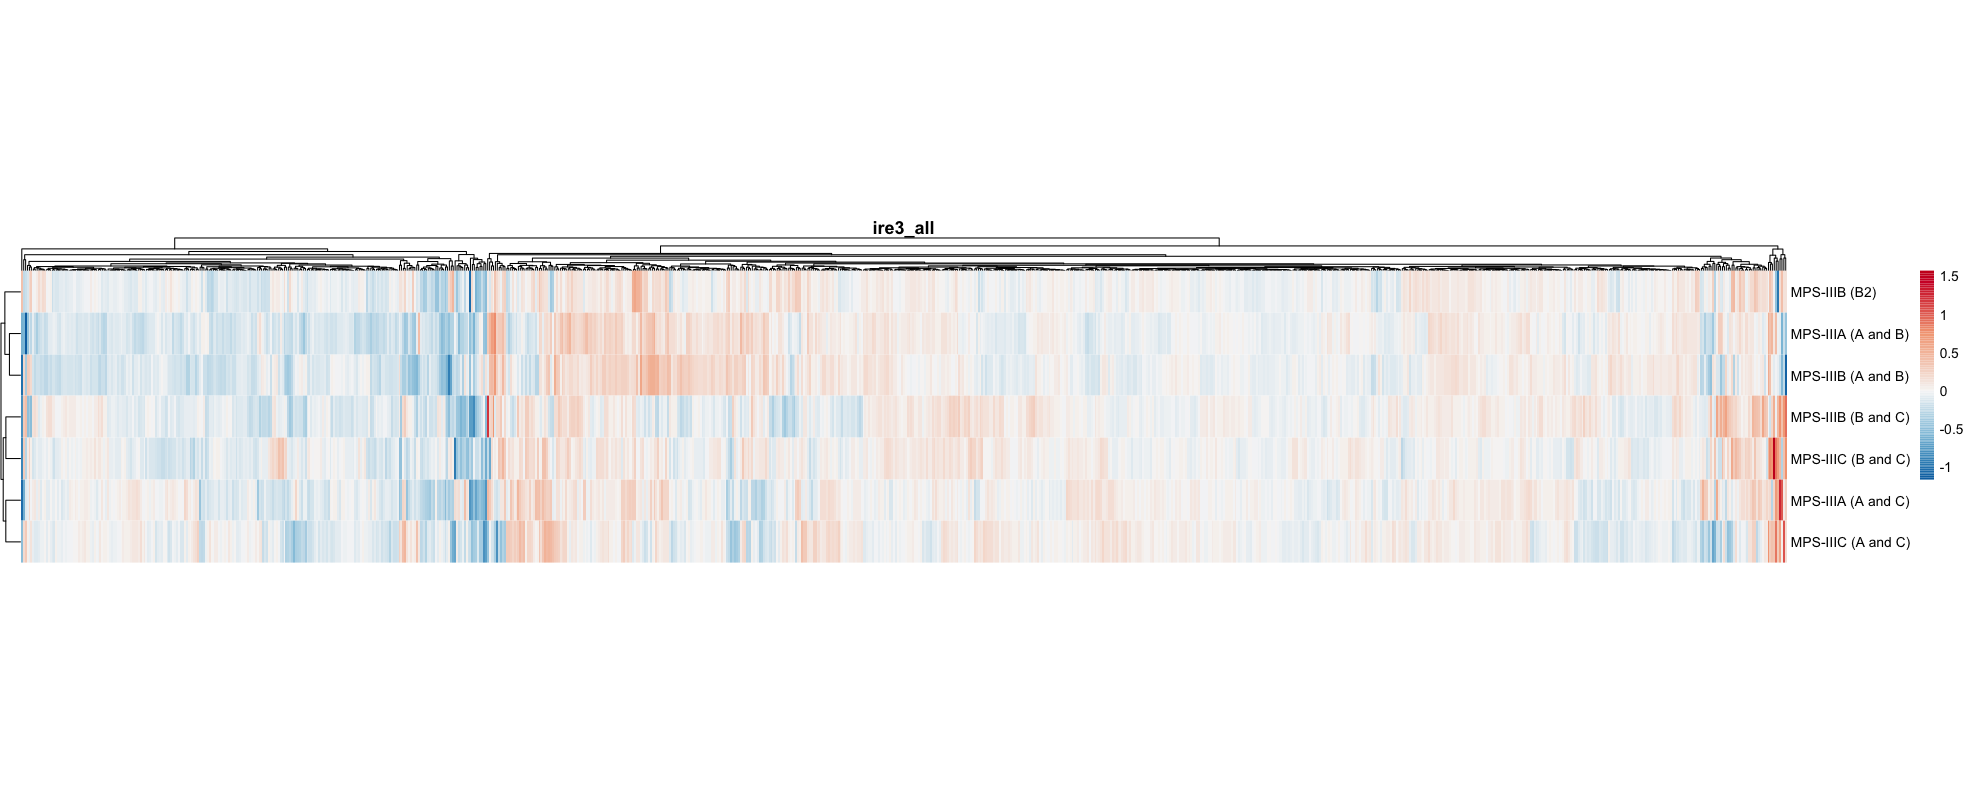 ire3_all
MPS-IIIB (B2)
MPS-IIIA (A and B)
MPS-IIIB (A and B)
MPS-IIIB (B and C)
MPS-IIIC (B and C)
MPS-IIIA (A and C)
MPS-IIIC (A and C)
1.5
1
0.5
0
-0.5
-1